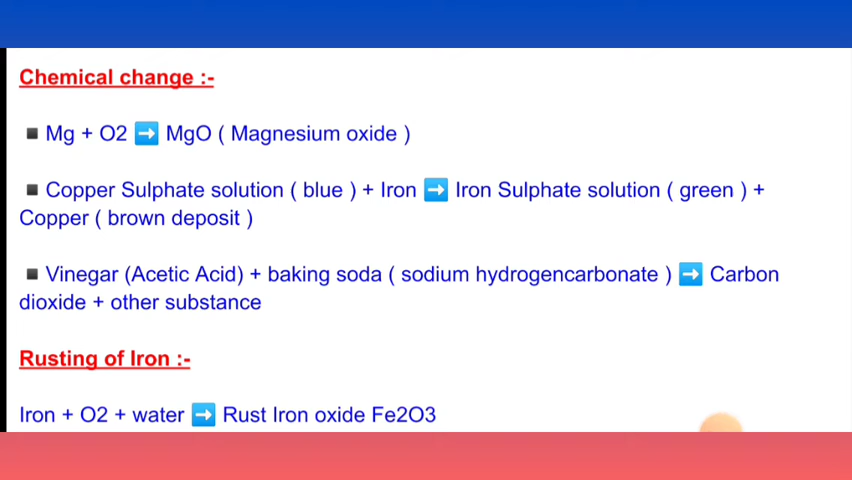 Chemical change :-
▪️Mg + O2 ➡️ MgO ( Magnesium oxide )
▪️Copper Sulphate solution ( blue ) + Iron ➡️ Iron Sulphate solution ( green ) +
Copper ( brown deposit )
▪️Vinegar (Acetic Acid) + baking soda ( sodium hydrogencarbonate ) ➡️ Carbon
dioxide + other substance
Rusting of Iron :-
Iron + O2 + water ➡️ Rust Iron oxide Fe2O3